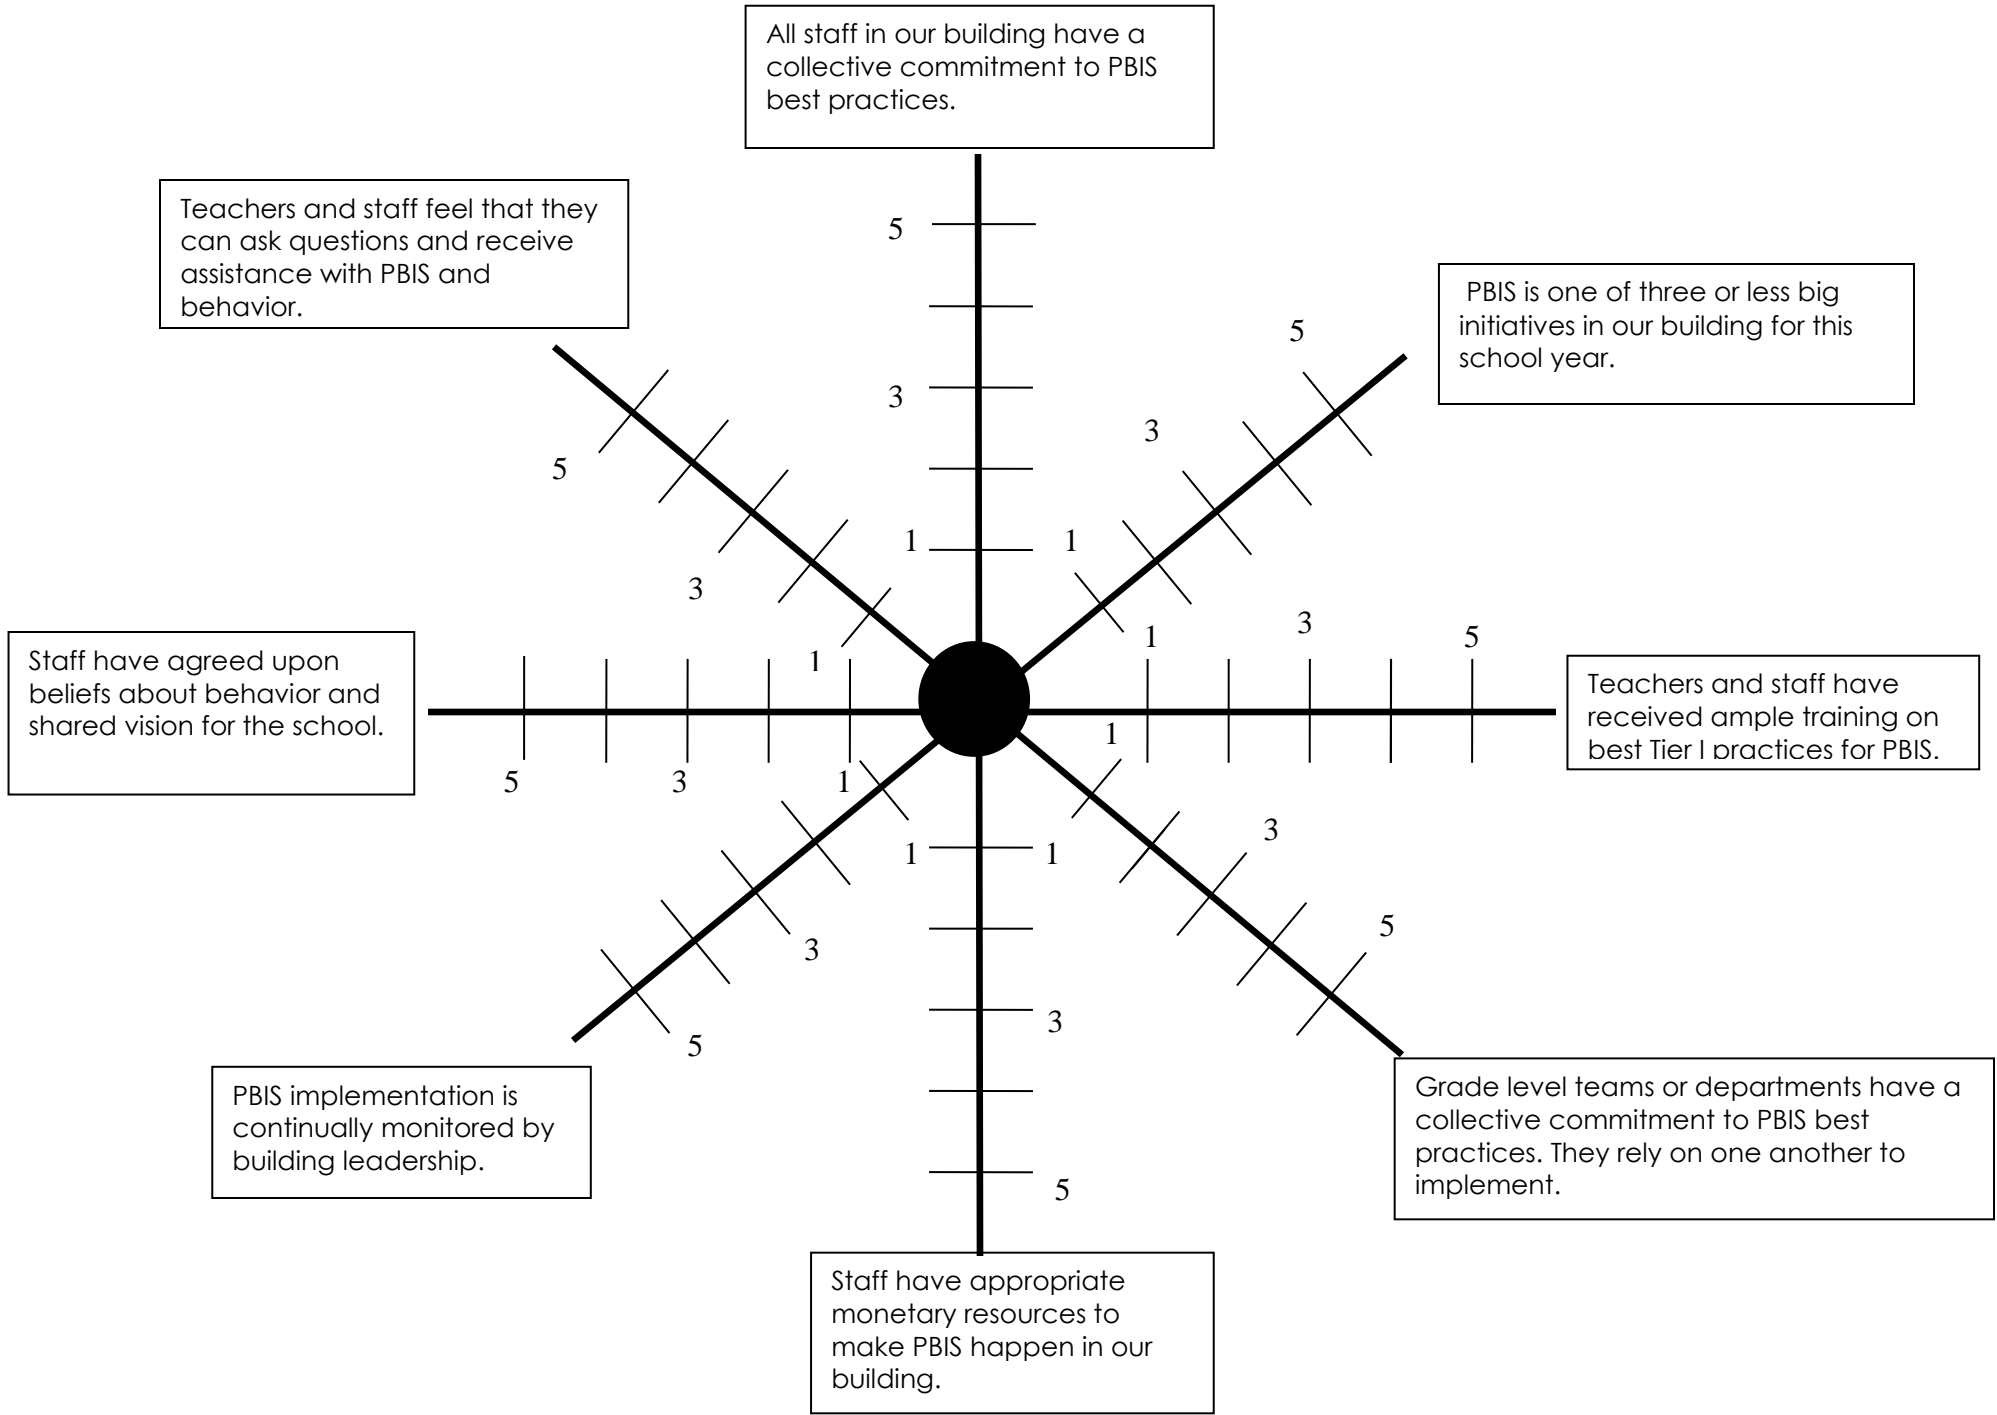 All staff in our building have a
collective commitment to PBIS
best practices.
Teachers and staff feel that they
can ask questions and receive
assistance with PBIS and
behavior.
5
PBIS is one of three or less big
initiatives in our building for this
school year.
5
3
3
5
1
1
3
Staff have agreed upon
beliefs about behavior and
shared vision for the school.
1
1
3
5
Teachers and staff have
received ample training on
best Tier I practices for PBIS.
5
3
1
1
1
1
3
3
5
3
5
5
PBIS implementation is
continually monitored by
building leadership.
Grade level teams or departments have a
collective commitment to PBIS best
practices. They rely on one another to
implement.
Staff have appropriate
monetary resources to
make PBIS happen in our
building.